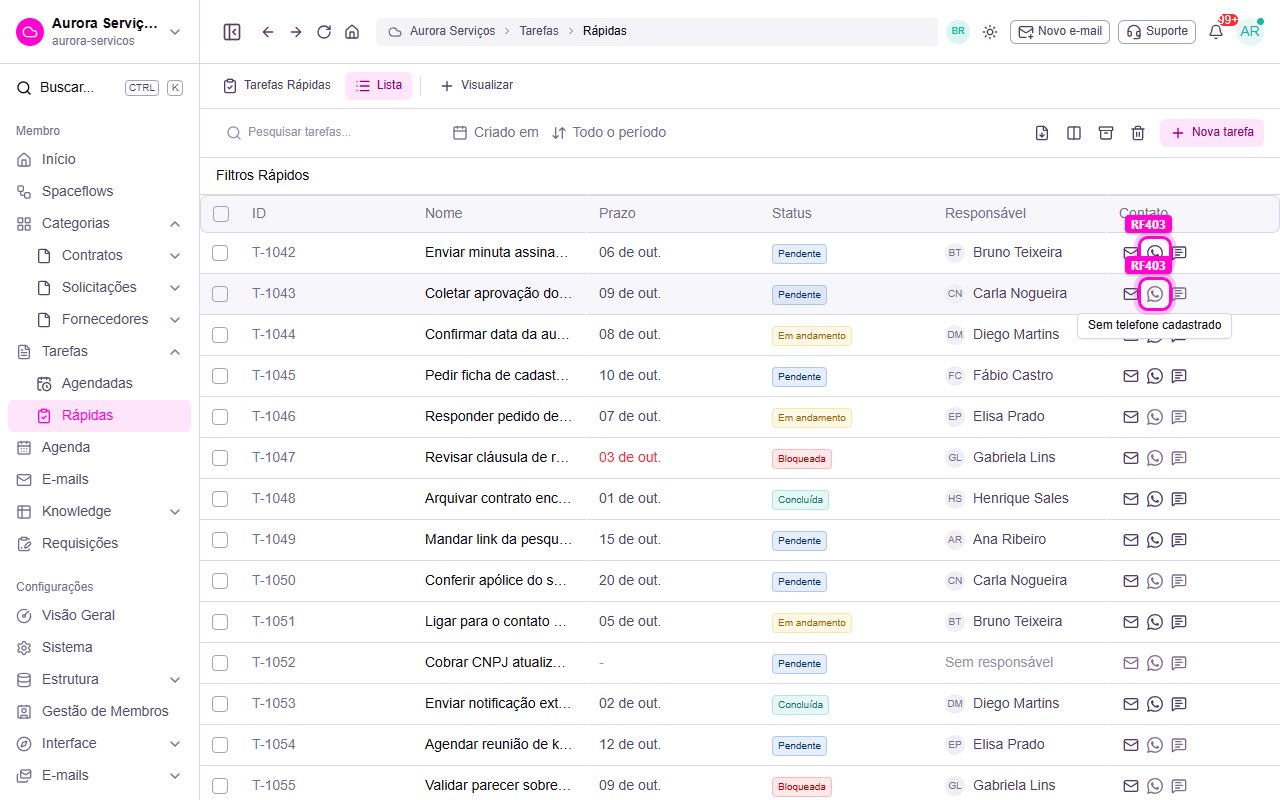 Aurora Serviç...
aurora-servicos
Aurora Serviços
Tarefas
Rápidas
BR
Novo e-mail
Suporte
99+
AR
Buscar...
CTRL
K
Tarefas Rápidas
Lista
Visualizar
Pesquisar tarefas...
Criado em
Todo o período
Nova tarefa
Filtros Rápidos
Membro
Início
Spaceflows
Categorias
Contratos
Solicitações
Fornecedores
Tarefas
Agendadas
Rápidas
Agenda
E-mails
Knowledge
Requisições
Configurações
Visão Geral
Sistema
Estrutura
Gestão de Membros
Interface
E-mails
ID Nome Prazo Status Responsável Contato
RF403
T-1042 Enviar minuta assina... 06 de out. Pendente BT Bruno Teixeira
RF403
T-1043 Coletar aprovação do... 09 de out. Pendente CN Carla Nogueira
Sem telefone cadastrado
T-1044 Confirmar data da au... 08 de out. Em andamento DM Diego Martins
T-1045 Pedir ficha de cadast... 10 de out. Pendente FC Fábio Castro
T-1046 Responder pedido de... 07 de out. Em andamento EP Elisa Prado
T-1047 Revisar cláusula de r... 03 de out. Bloqueada GL Gabriela Lins
T-1048 Arquivar contrato enc... 01 de out. Concluída HS Henrique Sales
T-1049 Mandar link da pesqu... 15 de out. Pendente AR Ana Ribeiro
T-1050 Conferir apólice do s... 20 de out. Pendente CN Carla Nogueira
T-1051 Ligar para o contato ... 05 de out. Em andamento BT Bruno Teixeira
T-1052 Cobrar CNPJ atualiz... - Pendente Sem responsável
T-1053 Enviar notificação ext... 02 de out. Concluída DM Diego Martins
T-1054 Agendar reunião de k... 12 de out. Pendente EP Elisa Prado
T-1055 Validar parecer sobre... 09 de out. Bloqueada GL Gabriela Lins